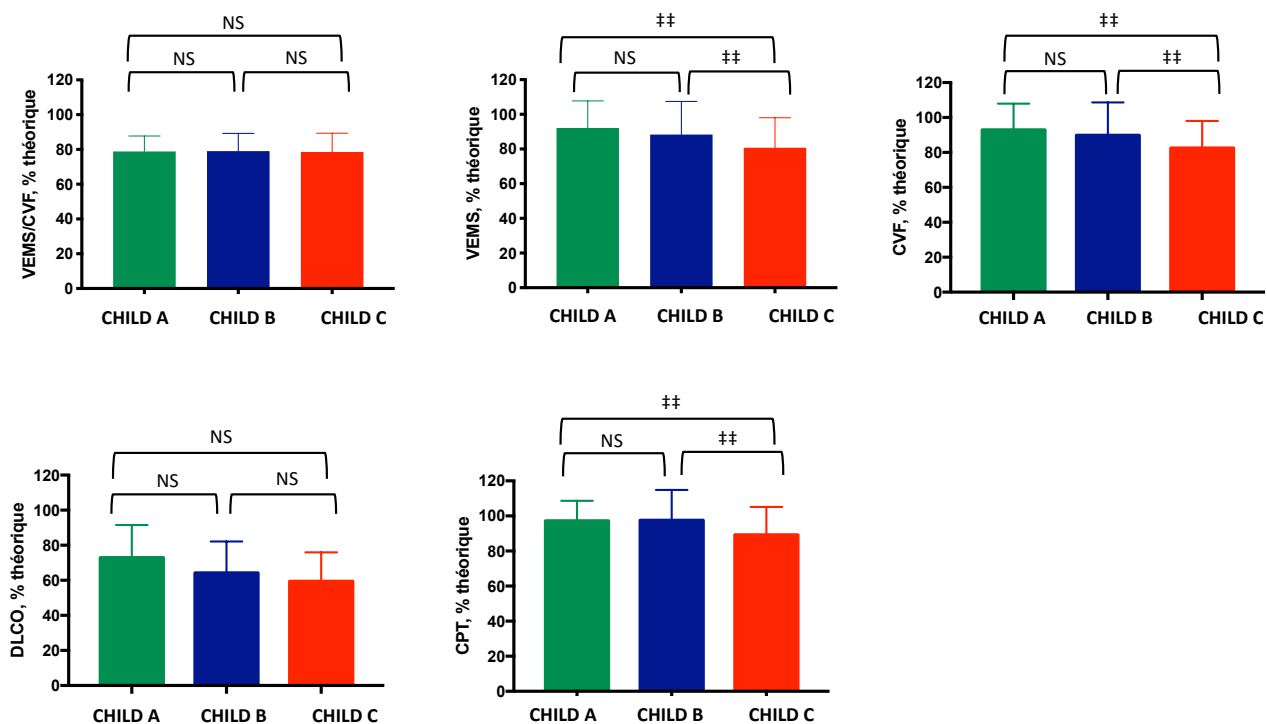 NS
NS
NS
VEMS/CVF, % théorique
120
100
80
60
40
20
0
CHILD A CHILD B CHILD C
‡‡
NS
‡‡
VEMS, % théorique
120
100
80
60
40
20
0
CHILD A CHILD B CHILD C
‡‡
NS
‡‡
CVF, % théorique
120
100
80
60
40
20
0
CHILD A CHILD B CHILD C
NS
NS
NS
DLCO, % théorique
120
100
80
60
40
20
0
CHILD A CHILD B CHILD C
‡‡
NS
‡‡
CPT, % théorique
120
100
80
60
40
20
0
CHILD A CHILD B CHILD C